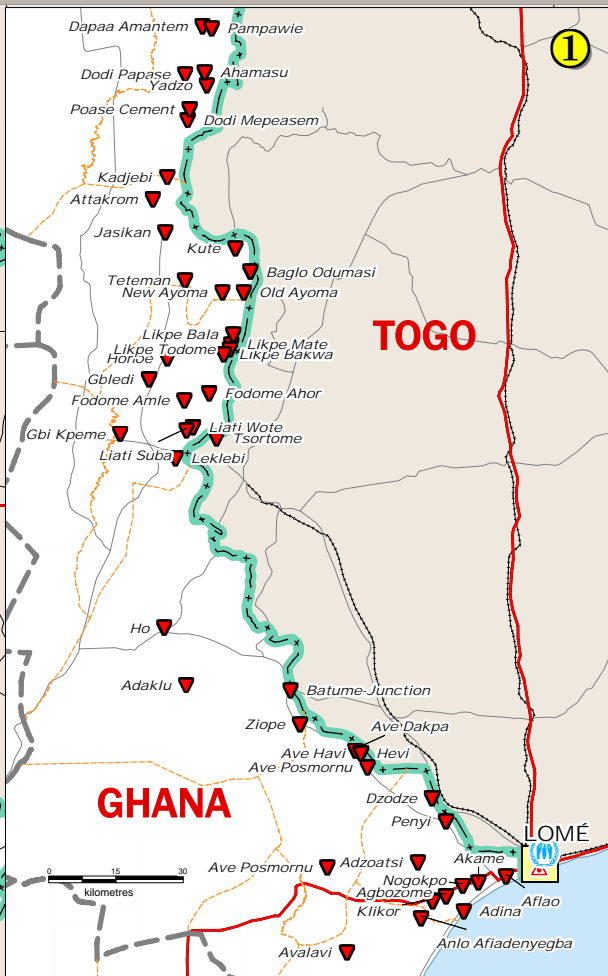 Dapaa Amantem
Pampawie
1
Dodi Papase
Ahamasu
Yadzo
Poase Cement
Dodi Mepeasem
Kadjebi
Attakrom
Jasikan
Kute
Baglo Odumasi
Teteman
New Ayoma
Old Ayoma
TOGO
Likpe Bala
Likpe Mate
Likpe Todome
Likpe Bakwa
Gbledi
Fodome Ahor
Fodome Amle
Liati Wote
Gbi Kpeme
Tsortome
Liati Suba
Leklebi
Ho
Adaklu
Batume-Junction
Ziope
Ave Dakpa
Ave Havi
Hevi
Ave Posmornu
GHANA
Dzodze
Penyi
LOMÉ
Akame
Adzoatsi
Ave Posmornu
0 15 30
kilometres
Nogokpo
Agbozome
Aflao
Klikor
Adina
Anlo Afiadenyegba
Avalavi